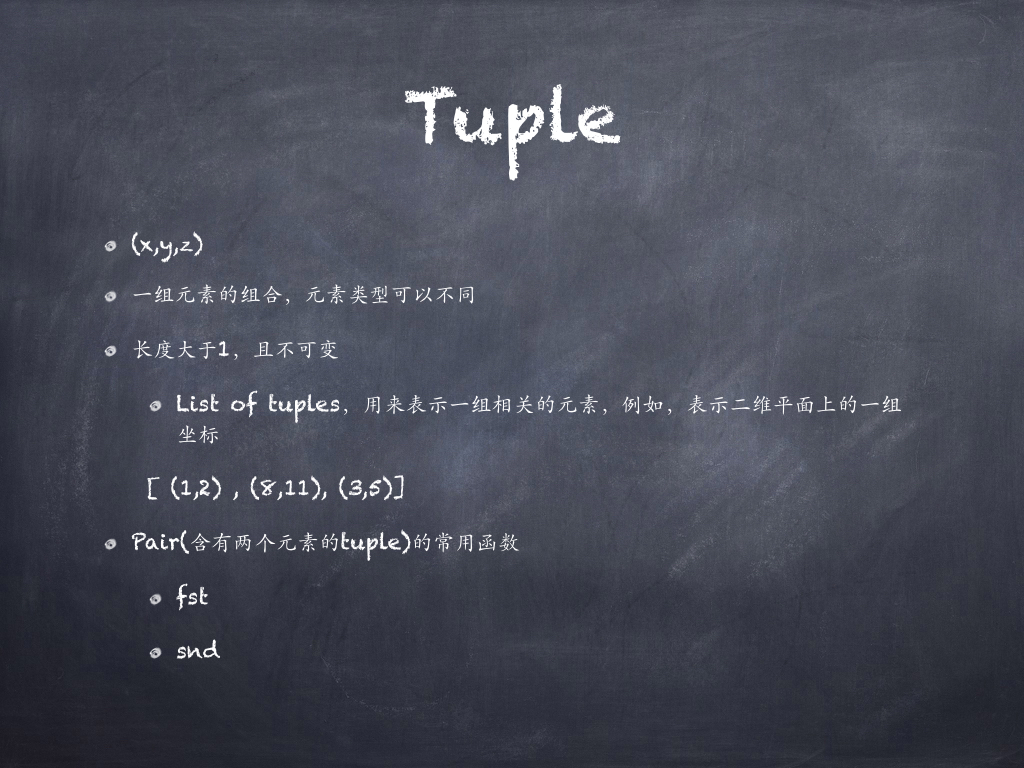 Tuple
(x,y,z)
一组元素的组合，元素类型可以不同
长度大于1，且不可变
List of tuples，用来表示一组相关的元素，例如，表示二维平面上的一组
坐标
[ (1,2) , (8,11), (3,5)]
Pair(含有两个元素的tuple)的常用函数
fst
snd